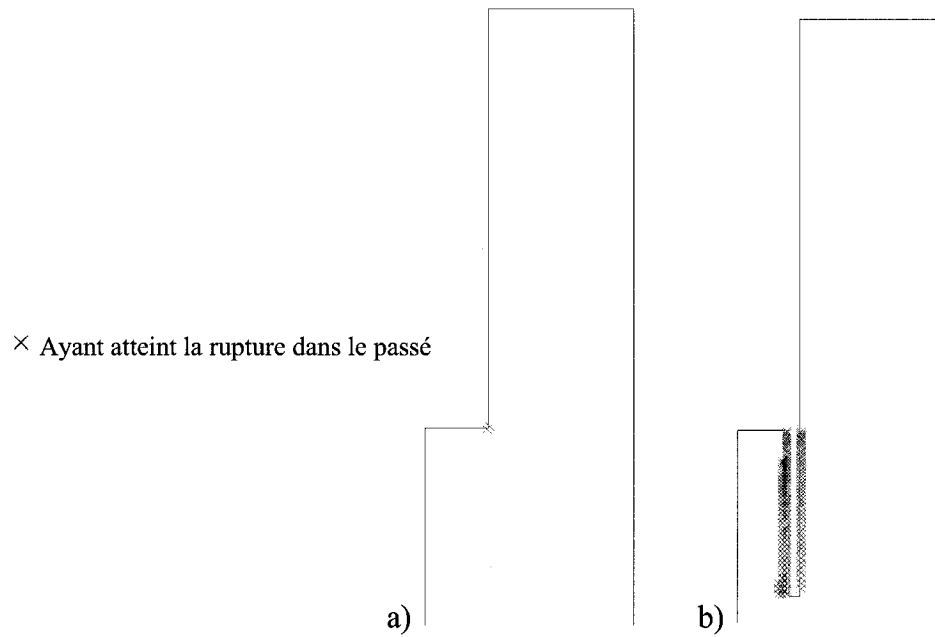 × Ayant atteint la rupture dans le passé
a)
b)